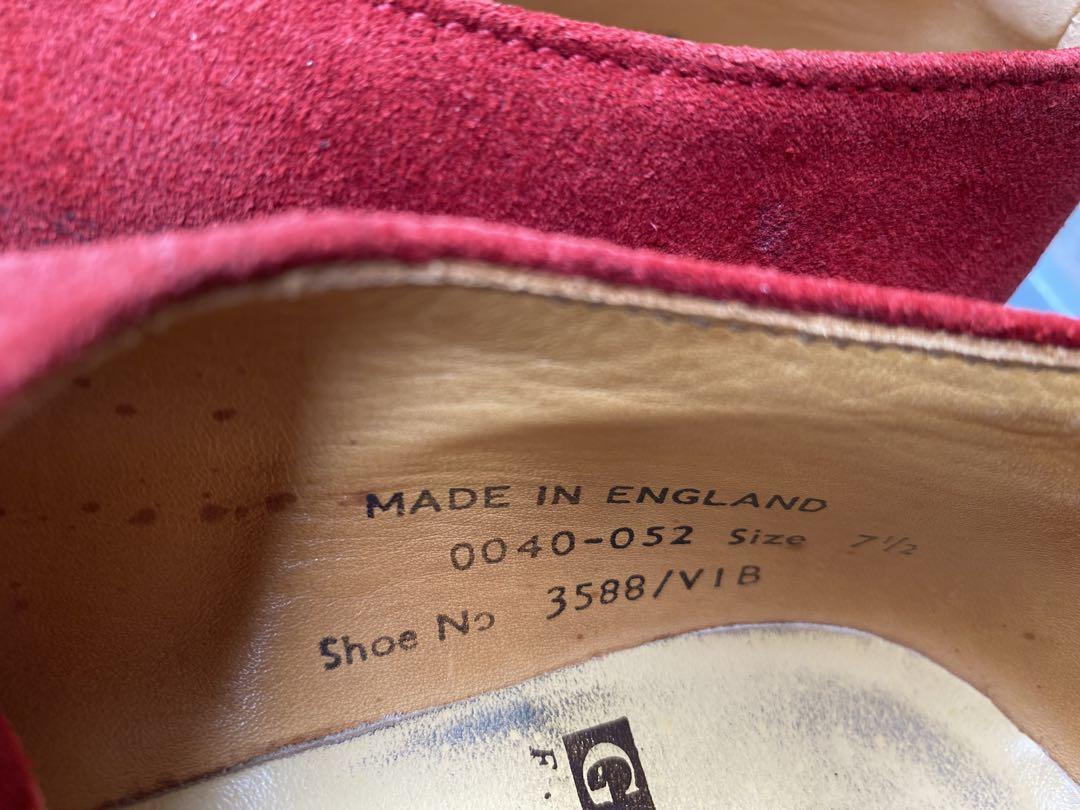 MADE IN ENGLAND
0040-052 Size 7½
Shoe No 3588/VIB
G
F.